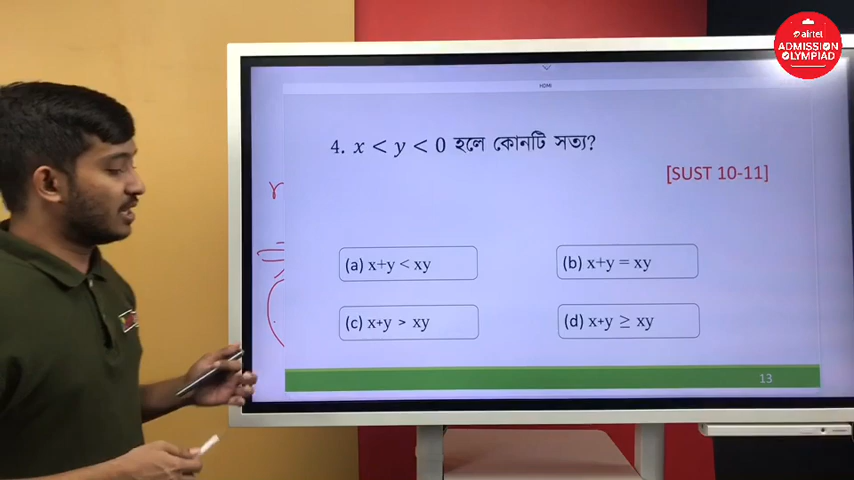 airtel
ADMISSION
OLYMPIAD
HDMI
4. x < y < 0 হলে কোনটি সত্য?
[SUST 10-11]
(a) x+y < xy
(b) x+y = xy
(c) x+y > xy
(d) x+y ≥ xy
13